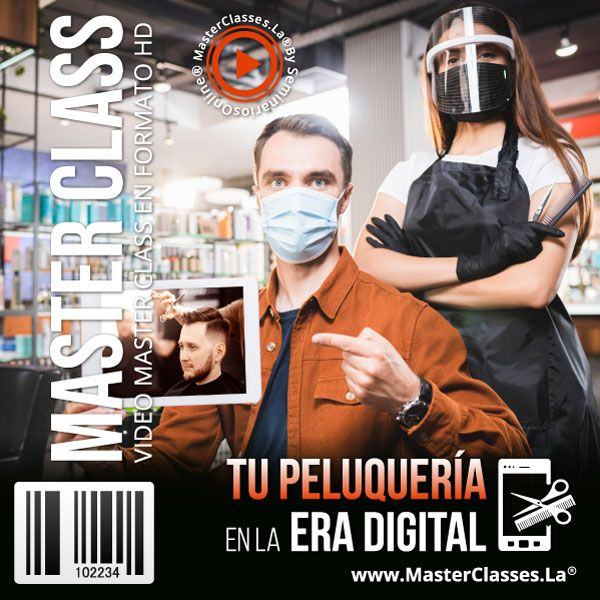 MASTER CLASS
VIDEO MASTER CLASS EN FORMATO HD
MasterClasses.La® By SeminariosOnline®
TU PELUQUERÍA
EN LA ERA DIGITAL
102234
www.MasterClasses.La®